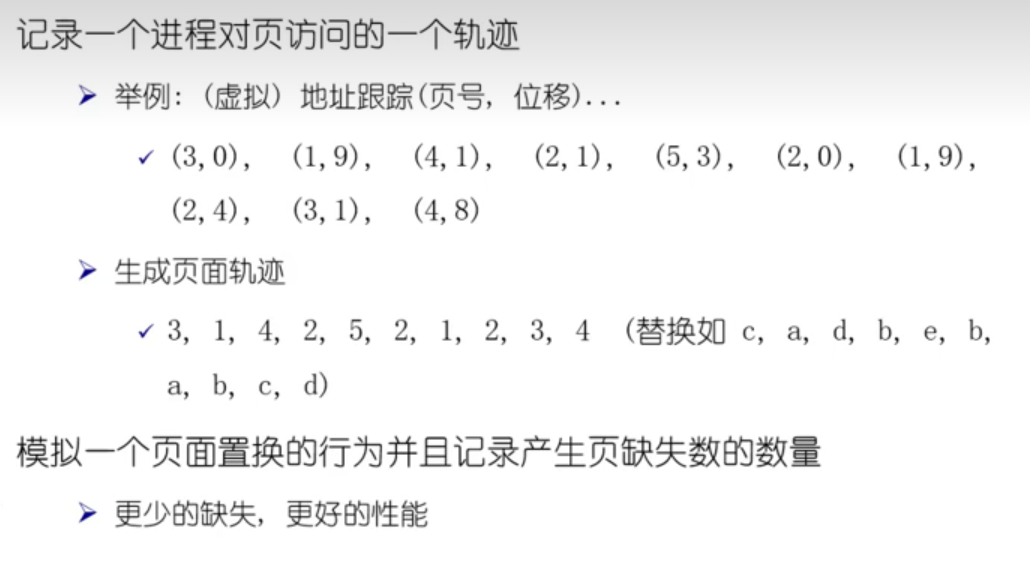 记录一个进程对页访问的一个轨迹
➢ 举例: (虚拟) 地址跟踪(页号, 位移)...
✓ (3,0), (1,9), (4,1), (2,1), (5,3), (2,0), (1,9),
(2,4), (3,1), (4,8)
➢ 生成页面轨迹
✓ 3, 1, 4, 2, 5, 2, 1, 2, 3, 4 (替换如 c, a, d, b, e, b,
a, b, c, d)
模拟一个页面置换的行为并且记录产生页缺失数的数量
➢ 更少的缺失, 更好的性能